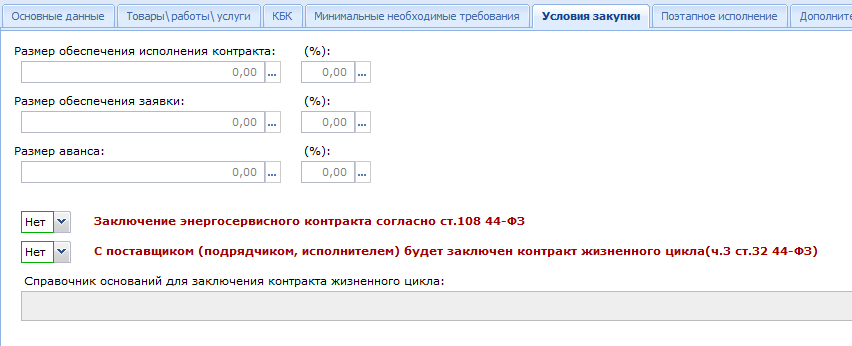 Основные данные Товары\ работы\ услуги КБК Минимальные необходимые требования Условия закупки Поэтапное исполнение Дополните
Размер обеспечения исполнения контракта: (%):
0,00 ... 0,00 ...
Размер обеспечения заявки: (%):
0,00 ... 0,00 ...
Размер аванса: (%):
0,00 ... 0,00 ...
Нет Заключение энергосервисного контракта согласно ст.108 44-ФЗ
Нет С поставщиком (подрядчиком, исполнителем) будет заключен контракт жизненного цикла(ч.3 ст.32 44-ФЗ)
Справочник оснований для заключения контракта жизненного цикла: